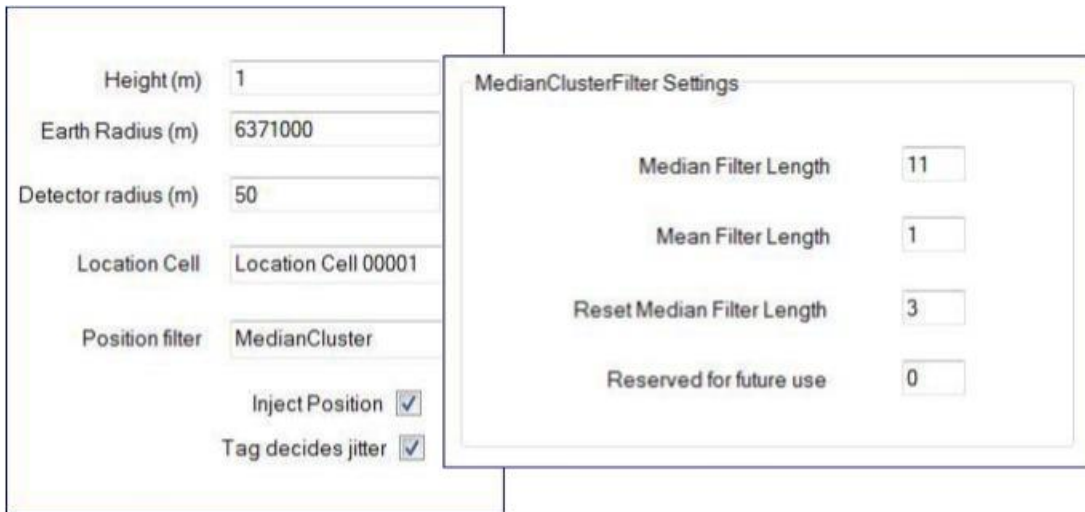 Height (m) 1
Earth Radius (m) 6371000
Detector radius (m) 50
Location Cell Location Cell 00001
Position filter MedianCluster
Inject Position
Tag decides jitter
MedianClusterFilter Settings
Median Filter Length 11
Mean Filter Length 1
Reset Median Filter Length 3
Reserved for future use 0